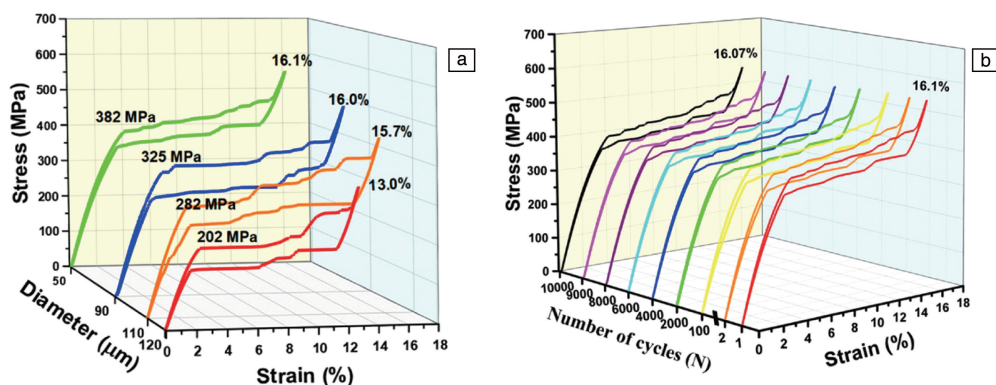 a
Stress (MPa)
700
600
500
400
300
200
100
0
382 MPa
325 MPa
282 MPa
202 MPa
16.1%
16.0%
15.7%
13.0%
50
90
110
120
Diameter (μm)
0 2 4 6 8 10 12 14 16 18
Strain (%)
b
Stress (MPa)
700
600
500
400
300
200
100
0
16.07%
16.1%
10000
9000
8000
6000
4000
2000
100
2
1
Number of cycles (N)
0 2 4 6 8 10 12 14 16 18
Strain (%)